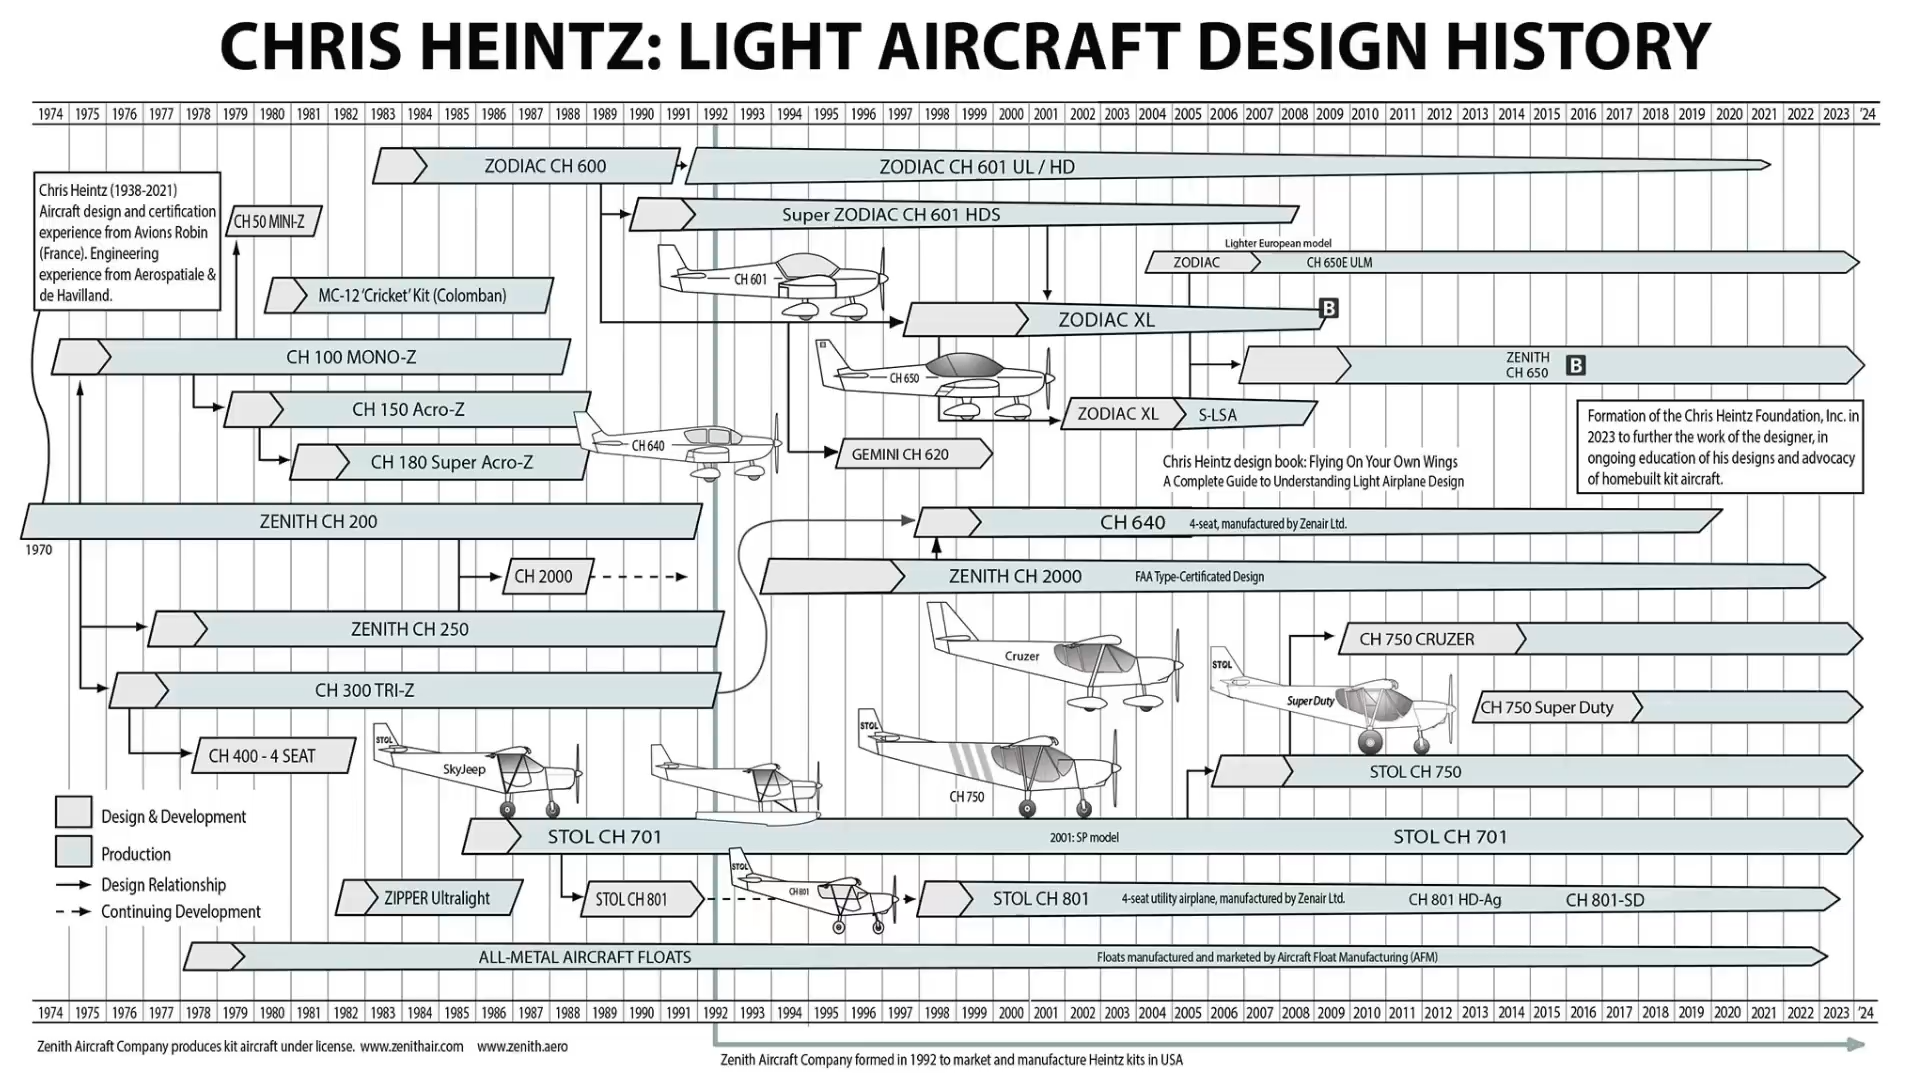 CHRIS HEINTZ: LIGHT AIRCRAFT DESIGN HISTORY
1974 1975 1976 1977 1978 1979 1980 1981 1982 1983 1984 1985 1986 1987 1988 1989 1990 1991 1992 1993 1994 1995 1996 1997 1998 1999 2000 2001 2002 2003 2004 2005 2006 2007 2008 2009 2010 2011 2012 2013 2014 2015 2016 2017 2018 2019 2020 2021 2022 2023 '24
ZODIAC CH 600
ZODIAC CH 601 UL / HD
Chris Heintz (1938-2021)
Aircraft design and certification
experience from Avions Robin
(France). Engineering
experience from Aerospatiale &
de Havilland.
CH 50 MINI-Z
Super ZODIAC CH 601 HDS
Lighter European model
ZODIAC
CH 650E ULM
CH 601
MC-12 'Cricket' Kit (Colomban)
ZODIAC XL
B
CH 100 MONO-Z
CH 650
ZENITH
CH 650
B
CH 150 Acro-Z
ZODIAC XL
S-LSA
CH 640
GEMINI CH 620
CH 180 Super Acro-Z
Chris Heintz design book: Flying On Your Own Wings
A Complete Guide to Understanding Light Airplane Design
Formation of the Chris Heintz Foundation, Inc. in
2023 to further the work of the designer, in
ongoing education of his designs and advocacy
of homebuilt kit aircraft.
ZENITH CH 200
1970
CH 640
4-seat, manufactured by Zenair Ltd.
CH 2000
ZENITH CH 2000
FAA Type-Certificated Design
ZENITH CH 250
Cruzer
CH 750 CRUZER
STOL
CH 300 TRI-Z
Super Duty
CH 750 Super Duty
CH 400 - 4 SEAT
STOL
SkyJeep
STOL
CH 750
STOL CH 750
Design & Development
Production
Design Relationship
Continuing Development
STOL CH 701
2001: SP model
STOL CH 701
STOL
CH 801
ZIPPER Ultralight
STOL CH 801
STOL CH 801
4-seat utility airplane, manufactured by Zenair Ltd.
CH 801 HD-Ag
CH 801-SD
ALL-METAL AIRCRAFT FLOATS
Floats manufactured and marketed by Aircraft Float Manufacturing (AFM)
1974 1975 1976 1977 1978 1979 1980 1981 1982 1983 1984 1985 1986 1987 1988 1989 1990 1991 1992 1993 1994 1995 1996 1997 1998 1999 2000 2001 2002 2003 2004 2005 2006 2007 2008 2009 2010 2011 2012 2013 2014 2015 2016 2017 2018 2019 2020 2021 2022 2023 '24
Zenith Aircraft Company produces kit aircraft under license. www.zenithair.com www.zenith.aero
Zenith Aircraft Company formed in 1992 to market and manufacture Heintz kits in USA